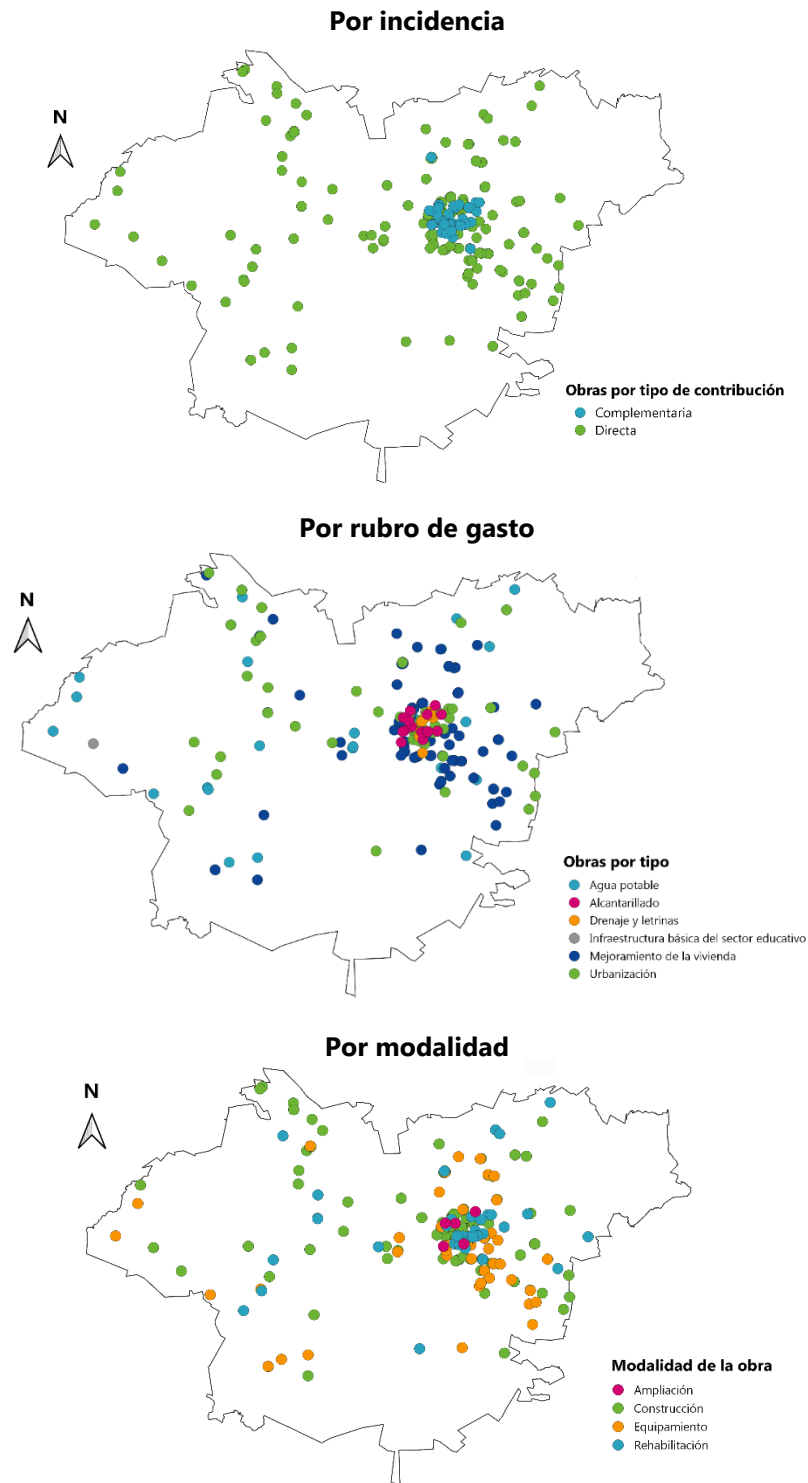 Por incidencia
N
Obras por tipo de contribución
Complementaria
Directa
Por rubro de gasto
N
Obras por tipo
Agua potable
Alcantarillado
Drenaje y letrinas
Infraestructura básica del sector educativo
Mejoramiento de la vivienda
Urbanización
Por modalidad
N
Modalidad de la obra
Ampliación
Construcción
Equipamiento
Rehabilitación